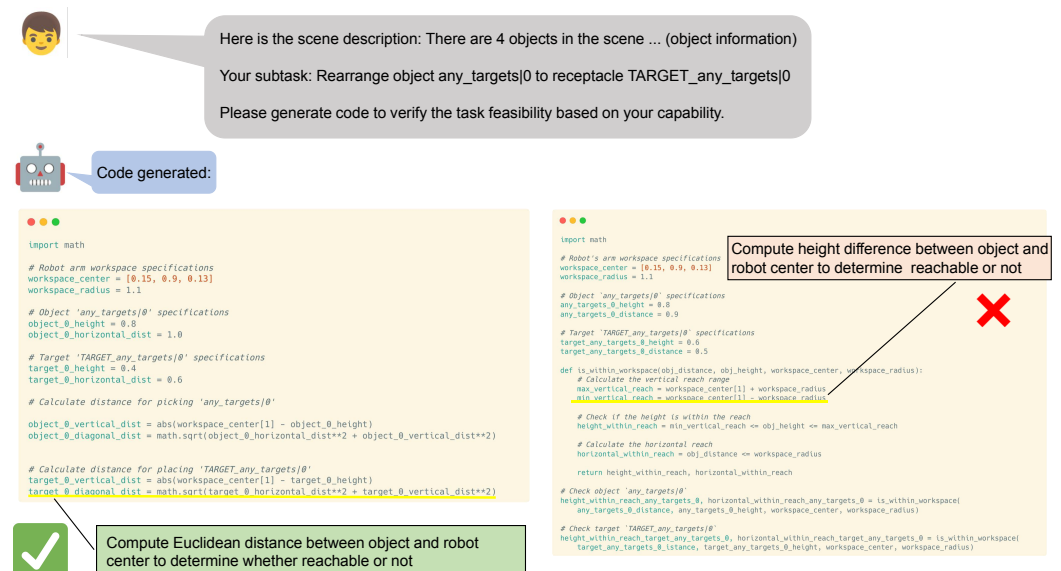 Here is the scene description: There are 4 objects in the scene ... (object information)
Your subtask: Rearrange object any_targets|0 to receptacle TARGET_any_targets|0
Please generate code to verify the task feasibility based on your capability.
Code generated:
import math
# Robot arm workspace specifications
workspace_center = [0.15, 0.9, 0.13]
workspace_radius = 1.1
# Object 'any_targets|0' specifications
object_0_height = 0.8
object_0_horizontal_dist = 1.0
# Target 'TARGET_any_targets|0' specifications
target_0_height = 0.4
target_0_horizontal_dist = 0.6
# Calculate distance for picking 'any_targets|0'
object_0_vertical_dist = abs(workspace_center[1] - object_0_height)
object_0_diagonal_dist = math.sqrt(object_0_horizontal_dist**2 + object_0_vertical_dist**2)
# Calculate distance for placing 'TARGET_any_targets|0'
target_0_vertical_dist = abs(workspace_center[1] - target_0_height)
target_0_diagonal_dist = math.sqrt(target_0_horizontal_dist**2 + target_0_vertical_dist**2)
Compute Euclidean distance between object and robot
center to determine whether reachable or not
import math
# Robot's arm workspace specifications
workspace_center = [0.15, 0.9, 0.13]
workspace_radius = 1.1
# Object `any_targets|0` specifications
any_targets_0_height = 0.8
any_targets_0_distance = 0.9
# Target `TARGET_any_targets|0` specifications
target_any_targets_0_height = 0.6
target_any_targets_0_distance = 0.5
def is_within_workspace(obj_distance, obj_height, workspace_center, workspace_radius):
# Calculate the vertical reach range
max_vertical_reach = workspace_center[1] + workspace_radius
min_vertical_reach = workspace_center[1] - workspace_radius
# Check if the height is within the reach
height_within_reach = min_vertical_reach <= obj_height <= max_vertical_reach
# Calculate the horizontal reach
horizontal_within_reach = obj_distance <= workspace_radius
return height_within_reach, horizontal_within_reach
# Check object `any_targets|0`
height_within_reach_any_targets_0, horizontal_within_reach_any_targets_0 = is_within_workspace(
any_targets_0_distance, any_targets_0_height, workspace_center, workspace_radius)
# Check target `TARGET_any_targets|0`
height_within_reach_target_any_targets_0, horizontal_within_reach_target_any_targets_0 = is_within_workspace(
target_any_targets_0_istance, target_any_targets_0_height, workspace_center, workspace_radius)
Compute height difference between object and
robot center to determine reachable or not